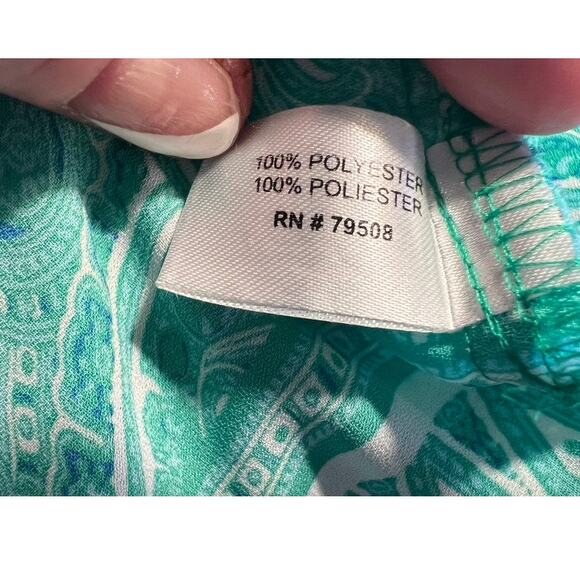 100% POLYESTER
100% POLIESTER
RN # 79508